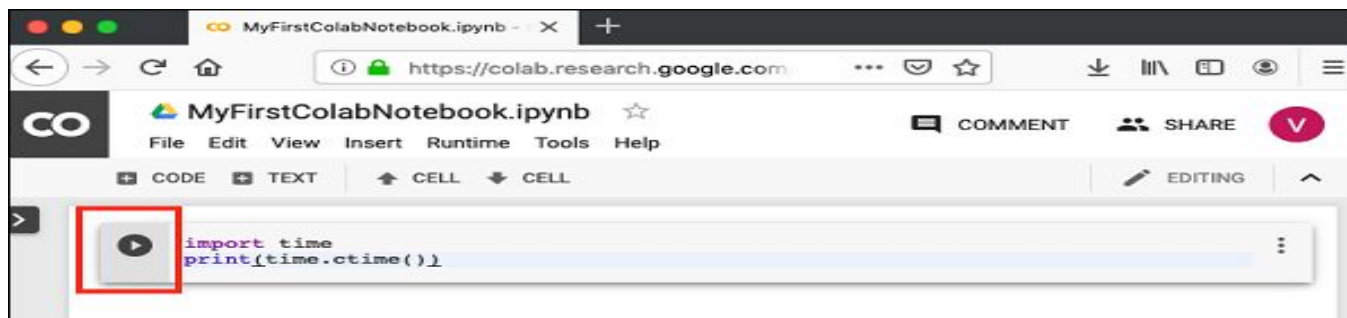 MyFirstColabNotebook.ipynb -
https://colab.research.google.com
CO MyFirstColabNotebook.ipynb
COMMENT SHARE V
File Edit View Insert Runtime Tools Help
CODE TEXT CELL CELL EDITING
import time
print(time.ctime())